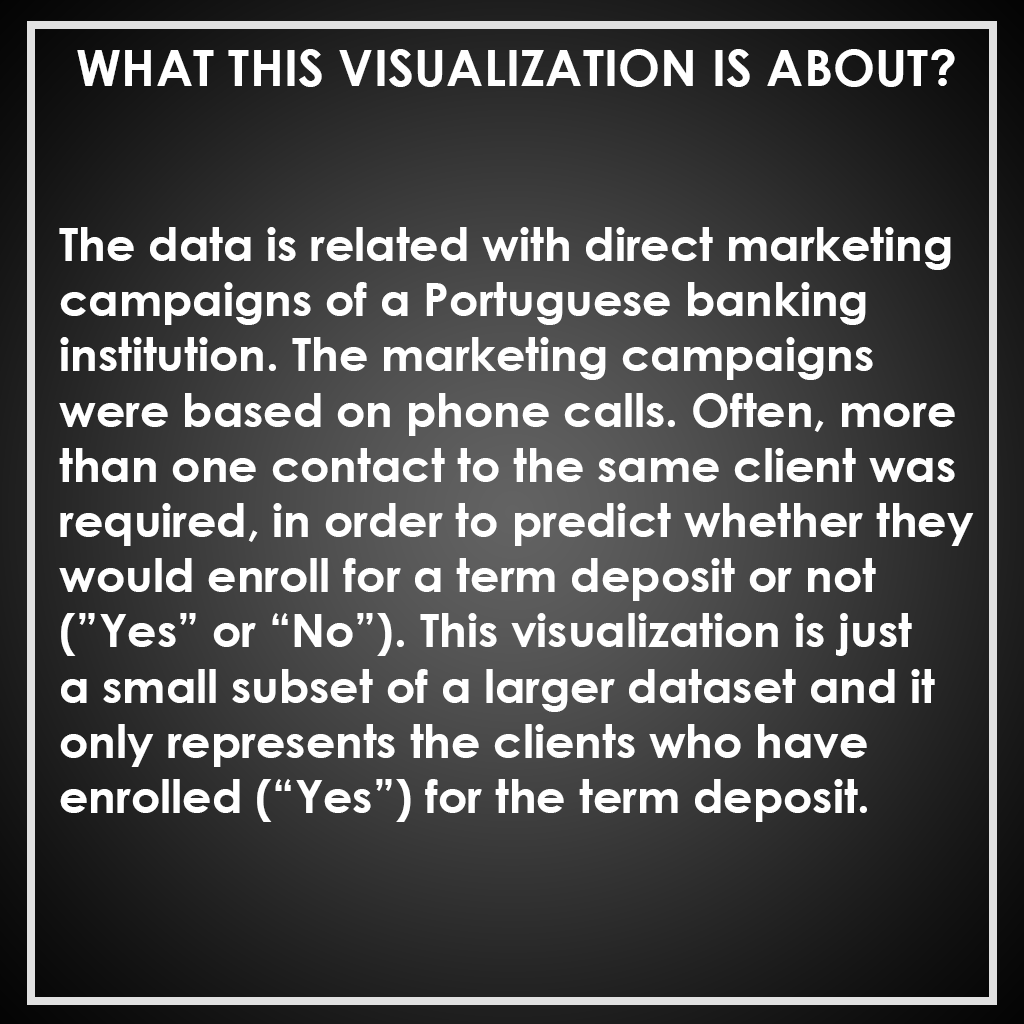 WHAT THIS VISUALIZATION IS ABOUT?
The data is related with direct marketing
campaigns of a Portuguese banking
institution. The marketing campaigns
were based on phone calls. Often, more
than one contact to the same client was
required, in order to predict whether they
would enroll for a term deposit or not
(”Yes” or “No”). This visualization is just
a small subset of a larger dataset and it
only represents the clients who have
enrolled (“Yes”) for the term deposit.